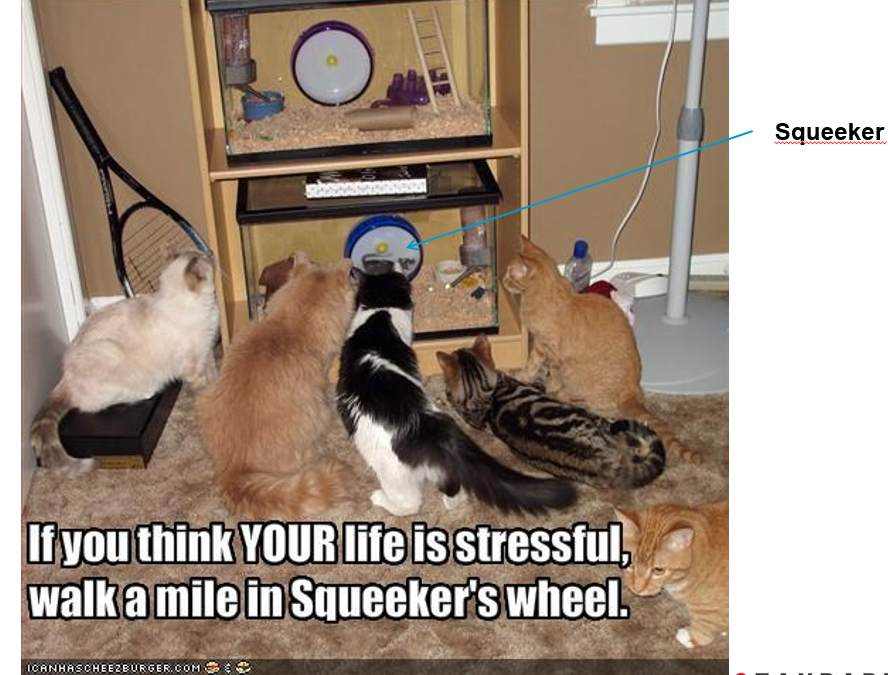 Squeeker
If you think YOUR life is stressful,
walk a mile in Squeeker's wheel.
ICANHASCHEEZBURGER.COM